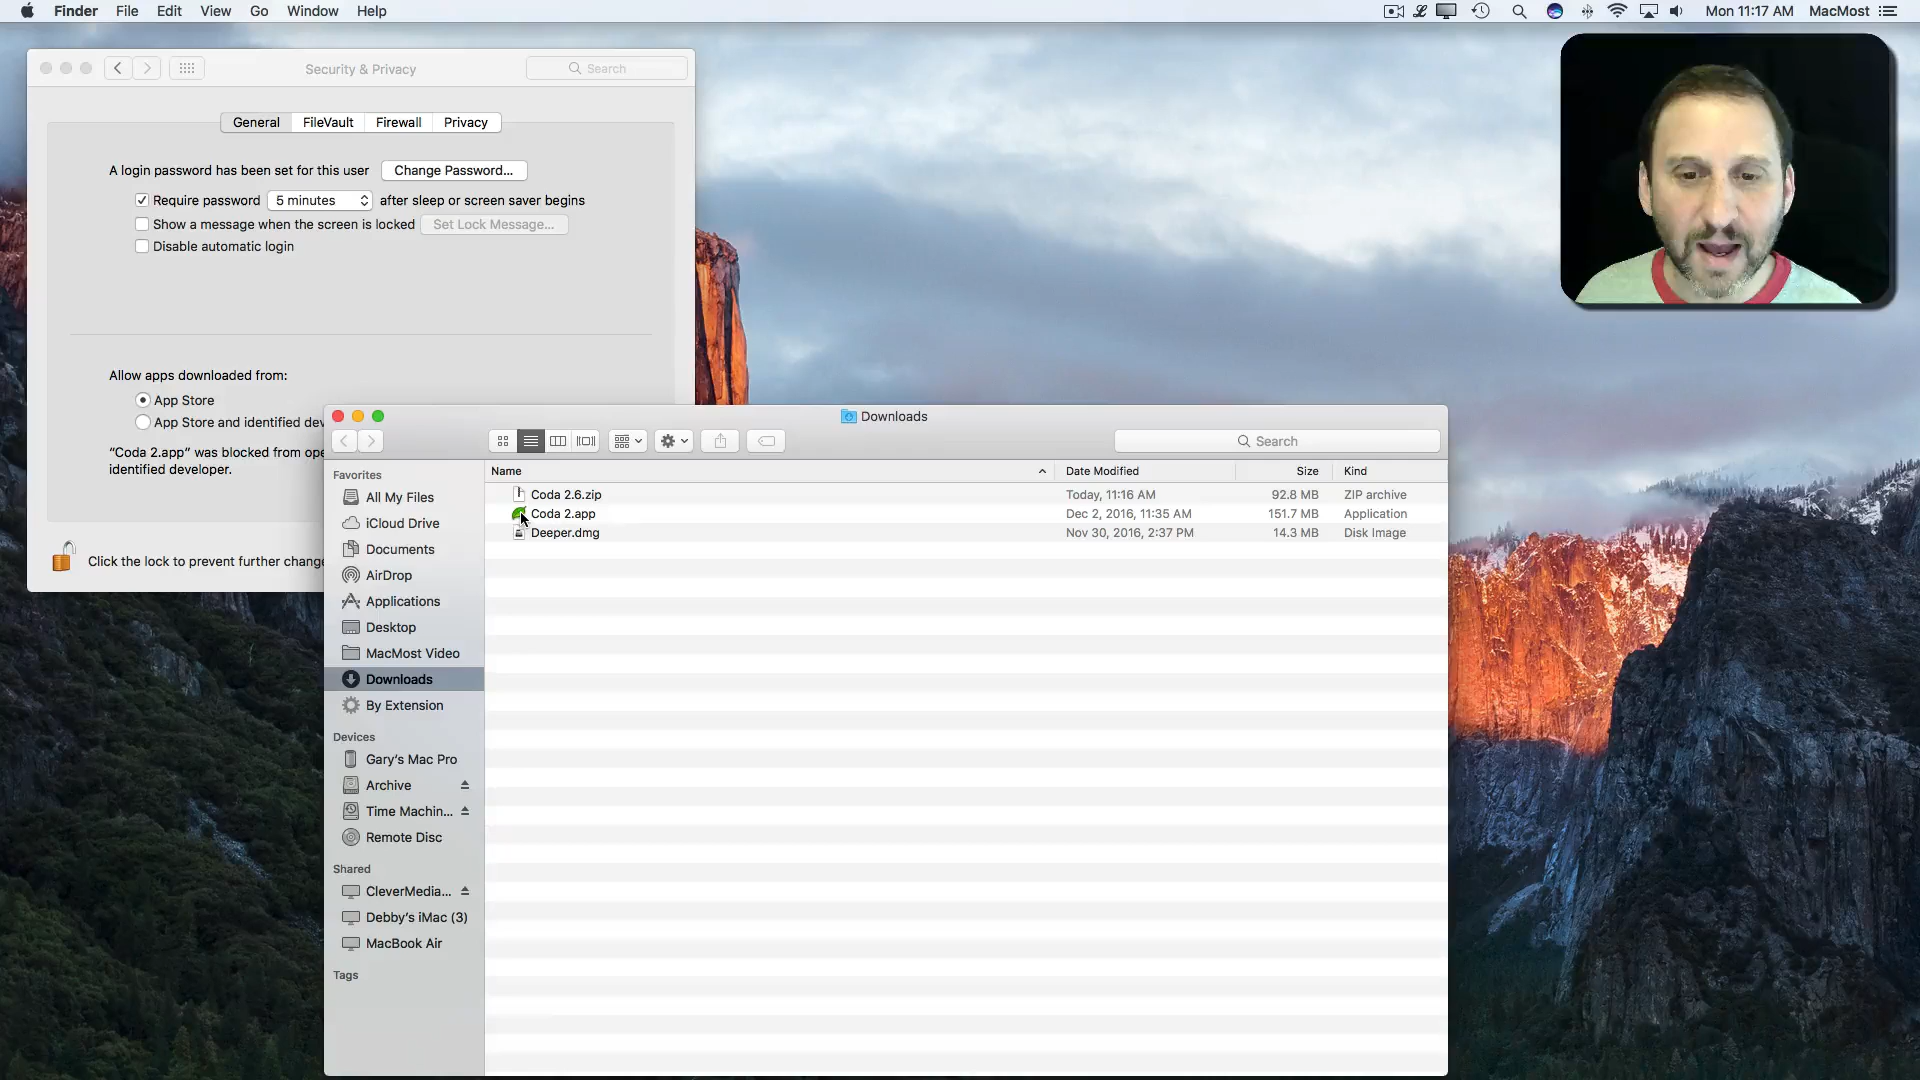 Finder File Edit View Go Window Help Mon 11:17 AM MacMost
Security & Privacy
Search
General FileVault Firewall Privacy
A login password has been set for this user Change Password...
Require password 5 minutes after sleep or screen saver begins
Show a message when the screen is locked Set Lock Message...
Disable automatic login
Allow apps downloaded from:
App Store
App Store and identified dev
“Coda 2.app” was blocked from ope
identified developer.
Click the lock to prevent further change
Downloads
Search
Favorites
All My Files
iCloud Drive
Documents
AirDrop
Applications
Desktop
MacMost Video
Downloads
By Extension
Devices
Gary’s Mac Pro
Archive
Time Machin...
Remote Disc
Shared
CleverMedia...
Debby’s iMac (3)
MacBook Air
Tags
Name Date Modified Size Kind
Coda 2.6.zip Today, 11:16 AM 92.8 MB ZIP archive
Coda 2.app Dec 2, 2016, 11:35 AM 151.7 MB Application
Deeper.dmg Nov 30, 2016, 2:37 PM 14.3 MB Disk Image